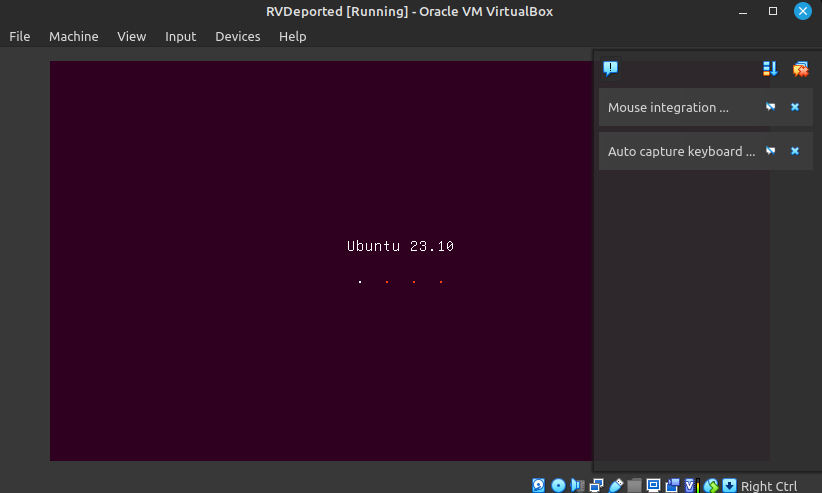 RVDeported [Running] - Oracle VM VirtualBox
File Machine View Input Devices Help
Mouse integration ...
Auto capture keyboard ...
Ubuntu 23.10
Right Ctrl